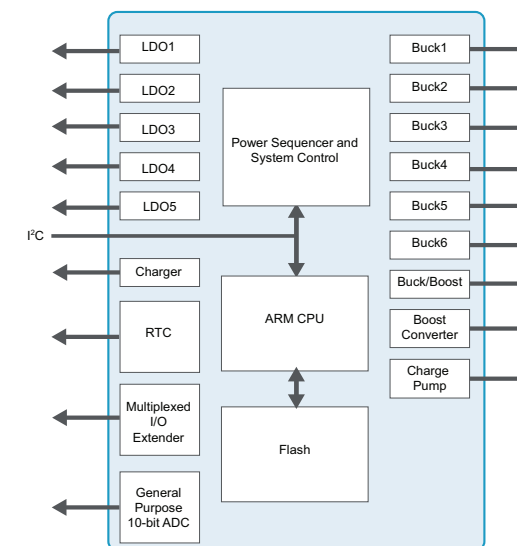 LDO1
LDO2
LDO3
LDO4
LDO5
I²C
Charger
RTC
Multiplexed
I/O
Extender
General
Purpose
10-bit ADC
Power Sequencer and
System Control
ARM CPU
Flash
Buck1
Buck2
Buck3
Buck4
Buck5
Buck6
Buck/Boost
Boost
Converter
Charge
Pump